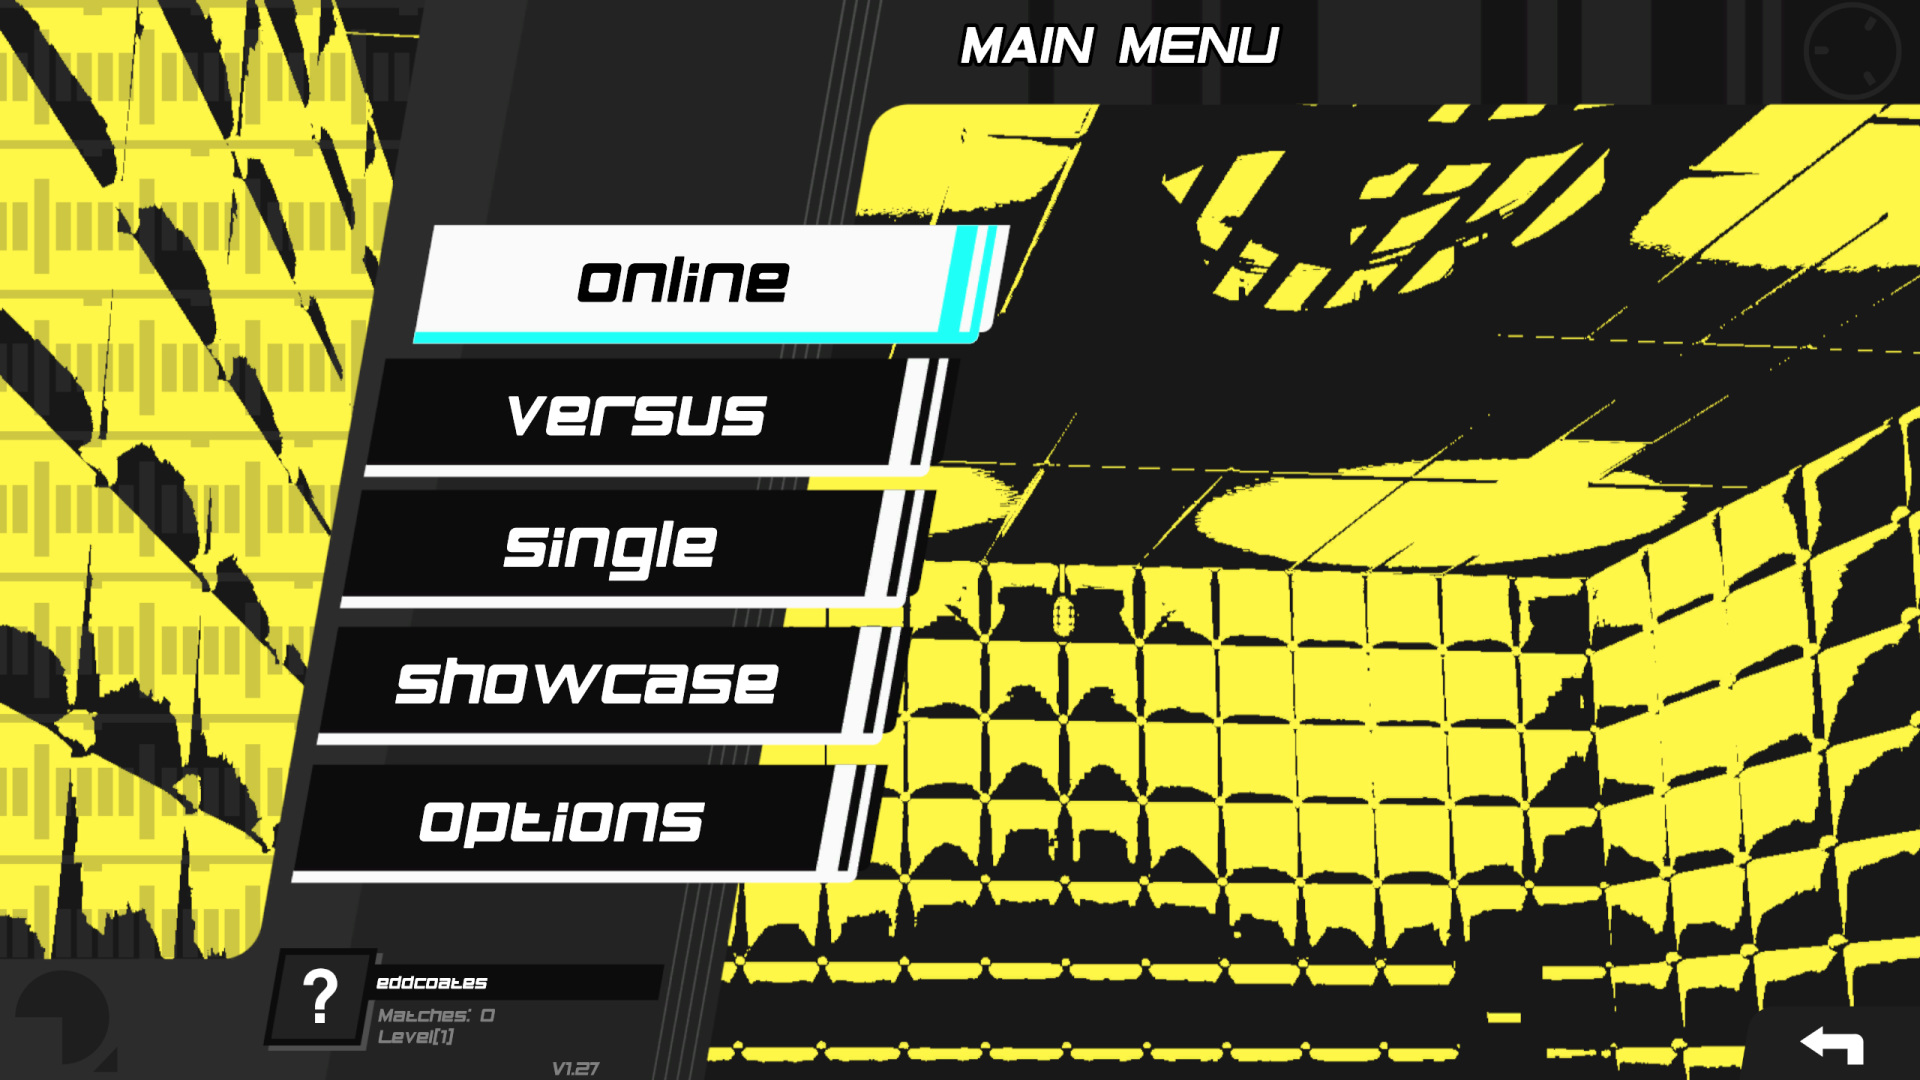 MAIN MENU
online
versus
single
showcase
options
?
eddcoates
Matches: 0
Level[1]
V1.27